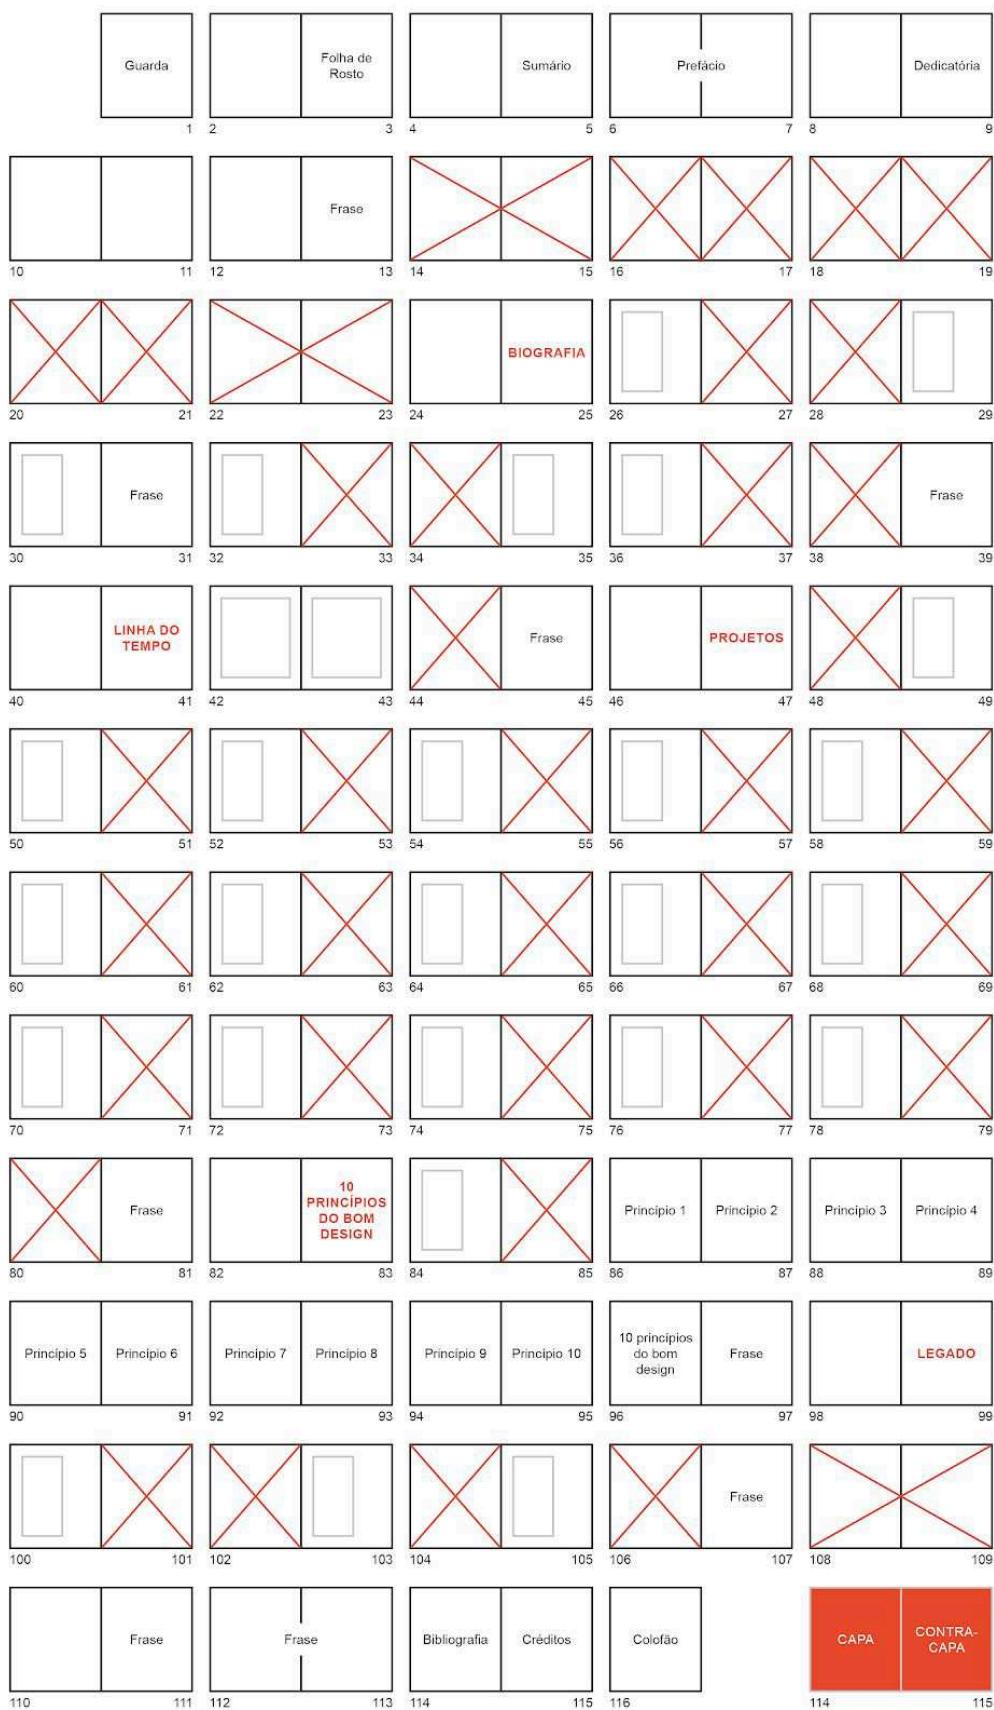 Guarda
Folha de
Rosto
Sumário
Prefácio
Dedicatória
1
2
3
4
5
6
7
8
9
Frase
10
11
12
13
14
15
16
17
18
19
BIOGRAFIA
20
21
22
23
24
25
26
27
28
29
Frase
Frase
30
31
32
33
34
35
36
37
38
39
LINHA DO
TEMPO
Frase
PROJETOS
40
41
42
43
44
45
46
47
48
49
50
51
52
53
54
55
56
57
58
59
60
61
62
63
64
65
66
67
68
69
70
71
72
73
74
75
76
77
78
79
Frase
10
PRINCÍPIOS
DO BOM
DESIGN
Princípio 1
Princípio 2
Princípio 3
Princípio 4
80
81
82
83
84
85
86
87
88
89
Princípio 5
Princípio 6
Princípio 7
Princípio 8
Princípio 9
Princípio 10
10 princípios
do bom
design
Frase
LEGADO
90
91
92
93
94
95
96
97
98
99
Frase
100
101
102
103
104
105
106
107
108
109
Frase
Frase
Bibliografia
Créditos
Colofão
CAPA
CONTRA-
CAPA
110
111
112
113
114
115
116
114
115